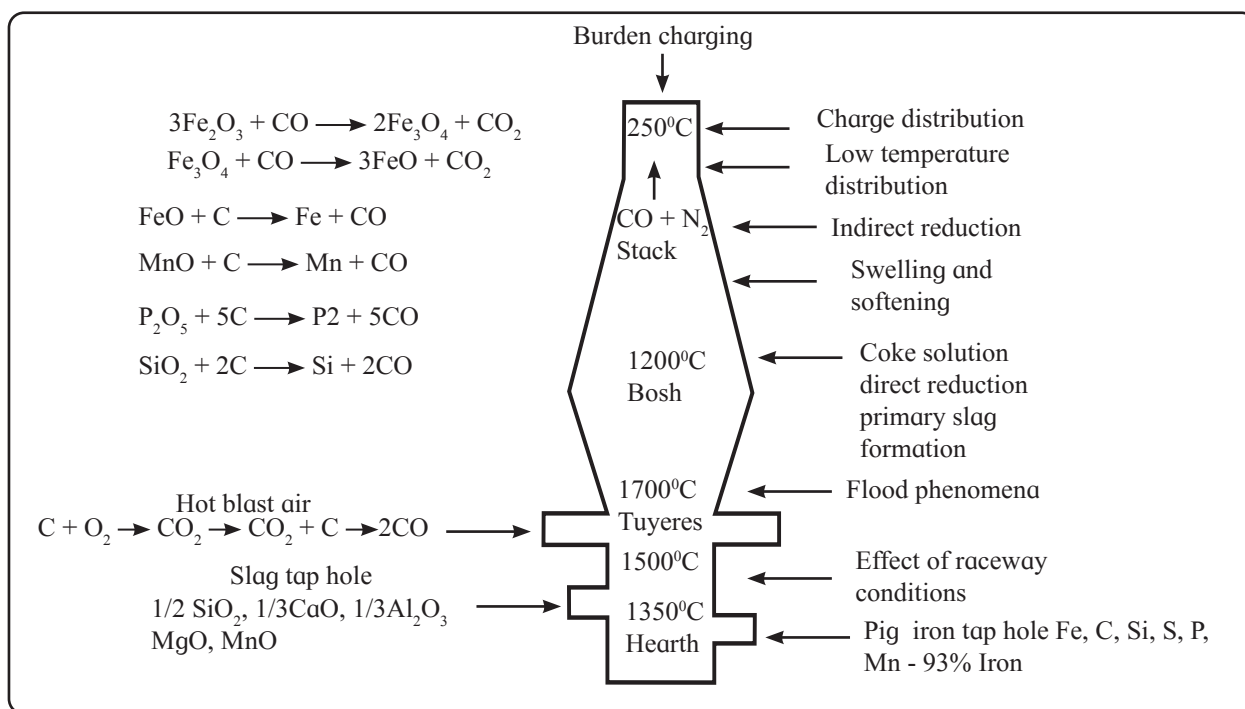 Burden charging
3Fe₂O₃ + CO → 2Fe₃O₄ + CO₂
Fe₃O₄ + CO → 3FeO + CO₂
FeO + C → Fe + CO
MnO + C → Mn + CO
P₂O₅ + 5C → P2 + 5CO
SiO₂ + 2C → Si + 2CO
Hot blast air
C + O₂ → CO₂ → CO₂ + C → 2CO
Slag tap hole
1/2 SiO₂, 1/3CaO, 1/3Al₂O₃
MgO, MnO
250⁰C
CO + N₂
Stack
1200⁰C
Bosh
1700⁰C
Tuyeres
1500⁰C
1350⁰C
Hearth
Charge distribution
Low temperature
distribution
Indirect reduction
Swelling and
softening
Coke solution
direct reduction
primary slag
formation
Flood phenomena
Effect of raceway
conditions
Pig iron tap hole Fe, C, Si, S, P,
Mn - 93% Iron